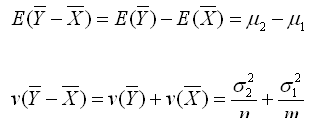 E(Y̅ − X̅) = E(Y̅) − E(X̅) = μ₂ − μ₁
v(Y̅ − X̅) = v(Y̅) + v(X̅) = σ₂²/n + σ₁²/m